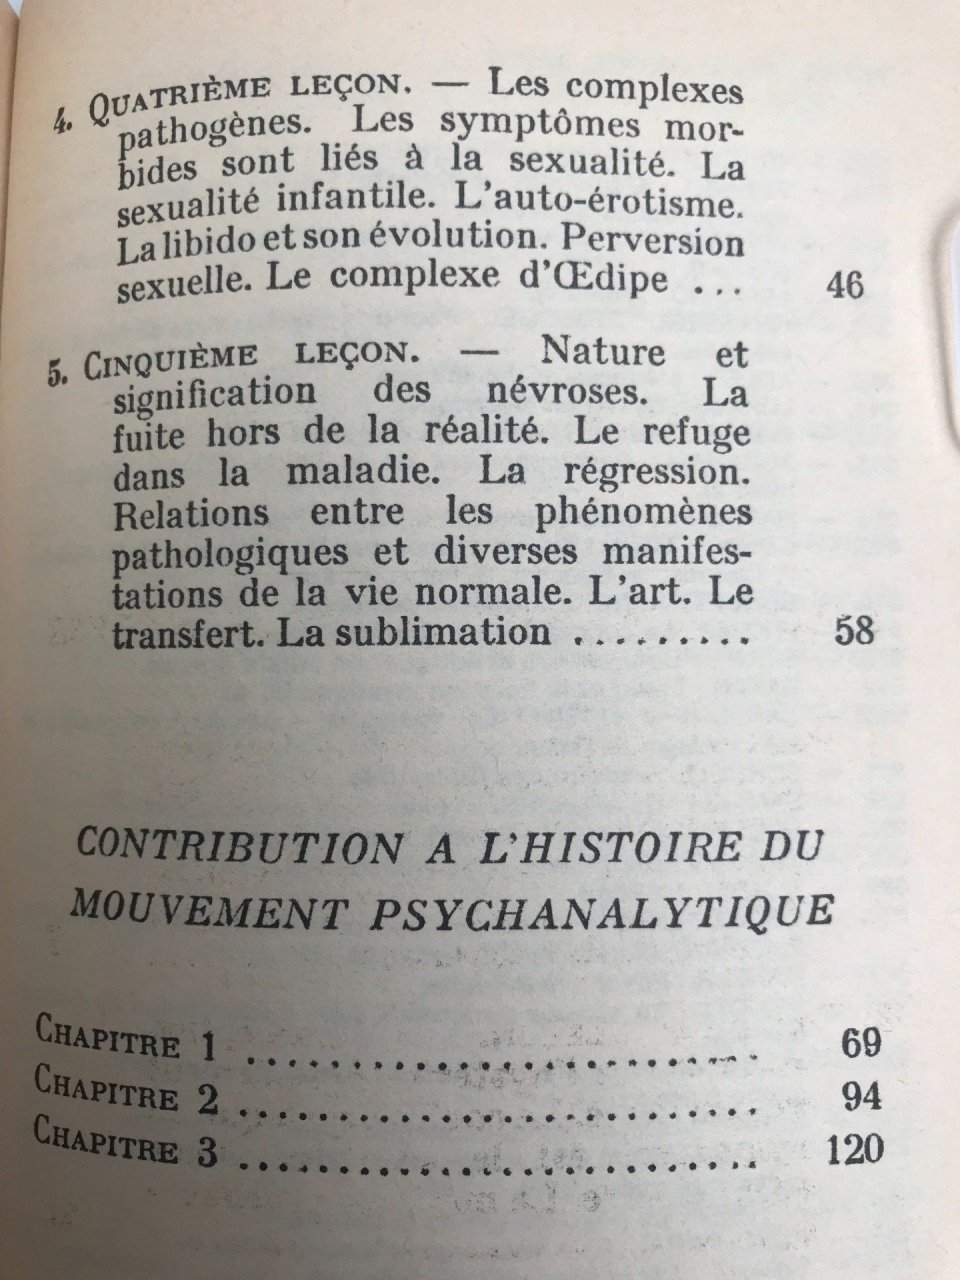 4. QUATRIÈME LEÇON. — Les complexes
pathogènes. Les symptômes mor-
bides sont liés à la sexualité. La
sexualité infantile. L'auto-érotisme.
La libido et son évolution. Perversion
sexuelle. Le complexe d'Œdipe ... 46
5. CINQUIÈME LEÇON. — Nature et
signification des névroses. La
fuite hors de la réalité. Le refuge
dans la maladie. La régression.
Relations entre les phénomènes
pathologiques et diverses manifes-
tations de la vie normale. L'art. Le
transfert. La sublimation ......... 58
CONTRIBUTION A L'HISTOIRE DU
MOUVEMENT PSYCHANALYTIQUE
CHAPITRE 1 ........................ 69
CHAPITRE 2 ........................ 94
CHAPITRE 3 ........................ 120